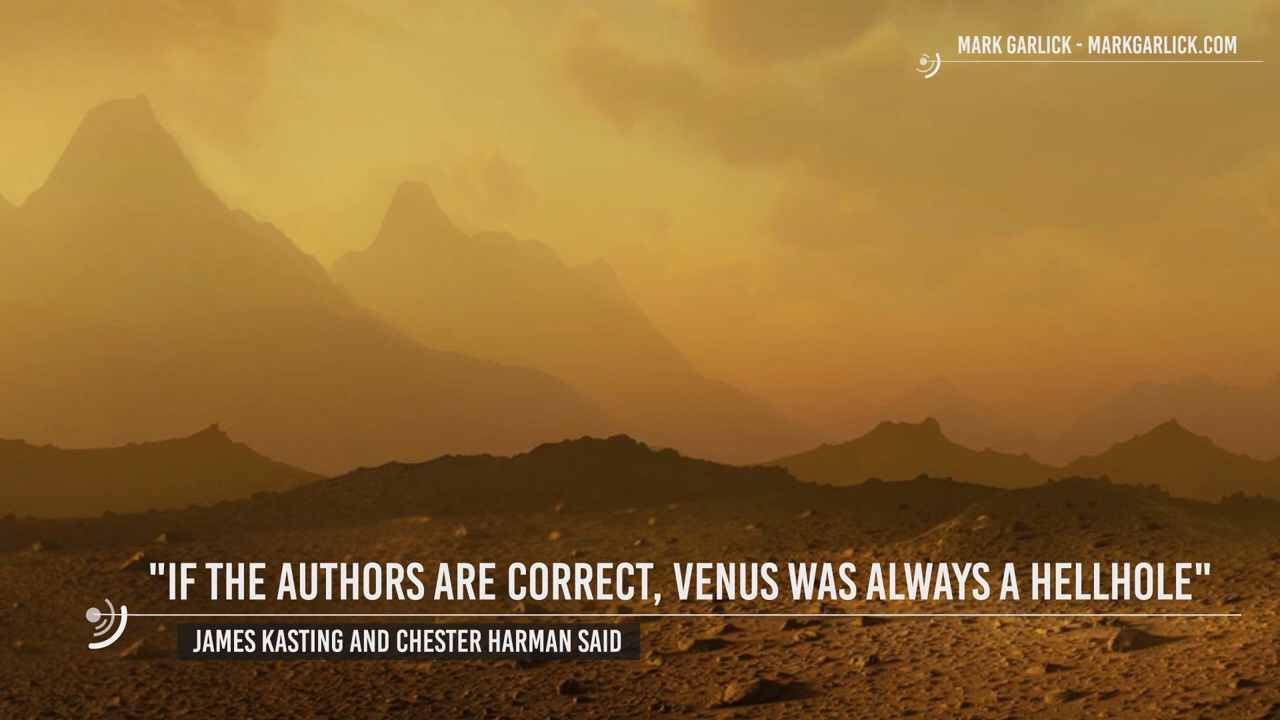 MARK GARLICK - MARKGARLICK.COM
"IF THE AUTHORS ARE CORRECT, VENUS WAS ALWAYS A HELLHOLE"
JAMES KASTING AND CHESTER HARMAN SAID